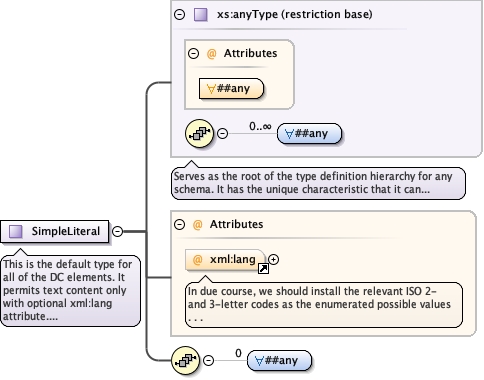 xs:anyType (restriction base)
@ Attributes
∀##any
0..∞
∀##any
Serves as the root of the type definition hierarchy for any
schema. It has the unique characteristic that it can...
SimpleLiteral
This is the default type for
all of the DC elements. It
permits text content only
with optional xml:lang
attribute....
@ Attributes
@ xml:lang
In due course, we should install the relevant ISO 2-
and 3-letter codes as the enumerated possible values
. . .
0
∀##any